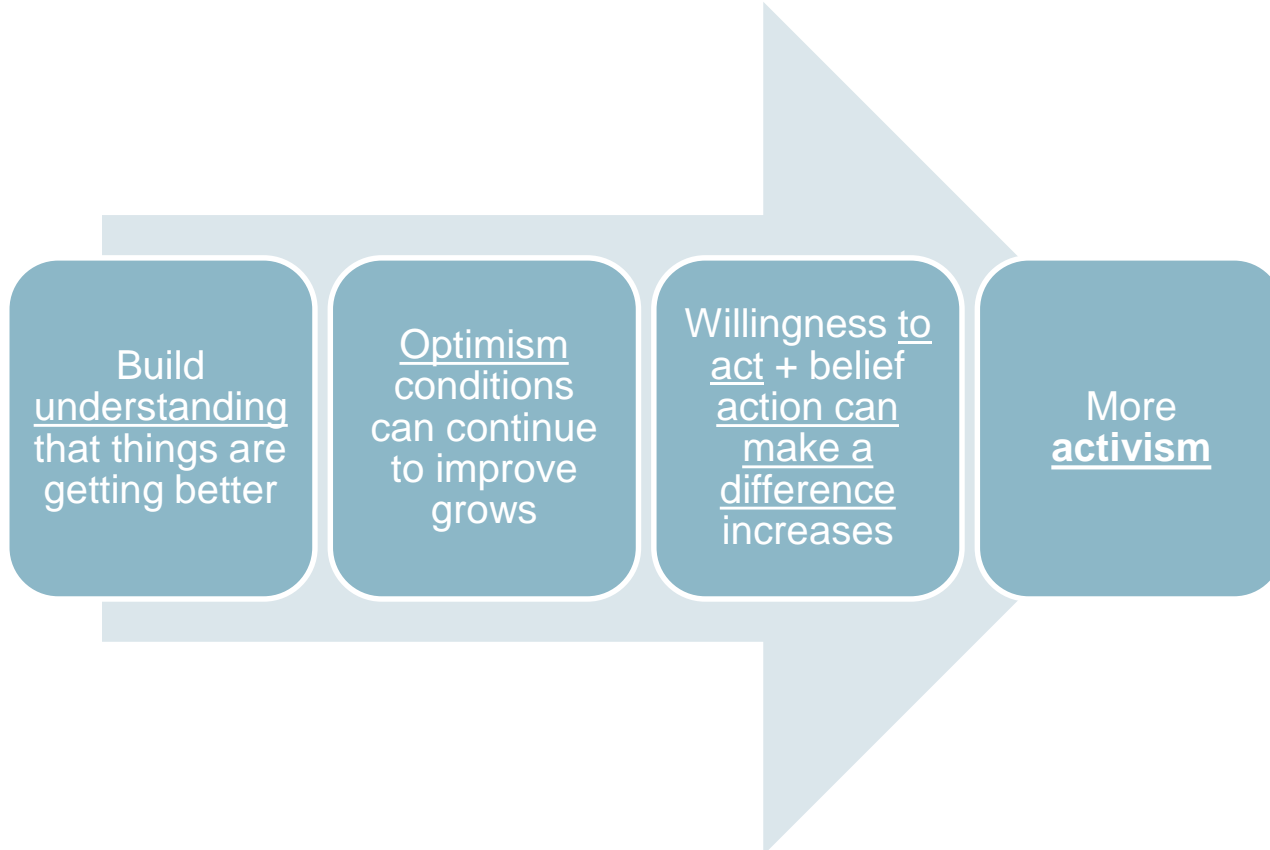 Build
understanding
that things are
getting better
Optimism
conditions
can continue
to improve
grows
Willingness to
act + belief
action can
make a
difference
increases
More
activism